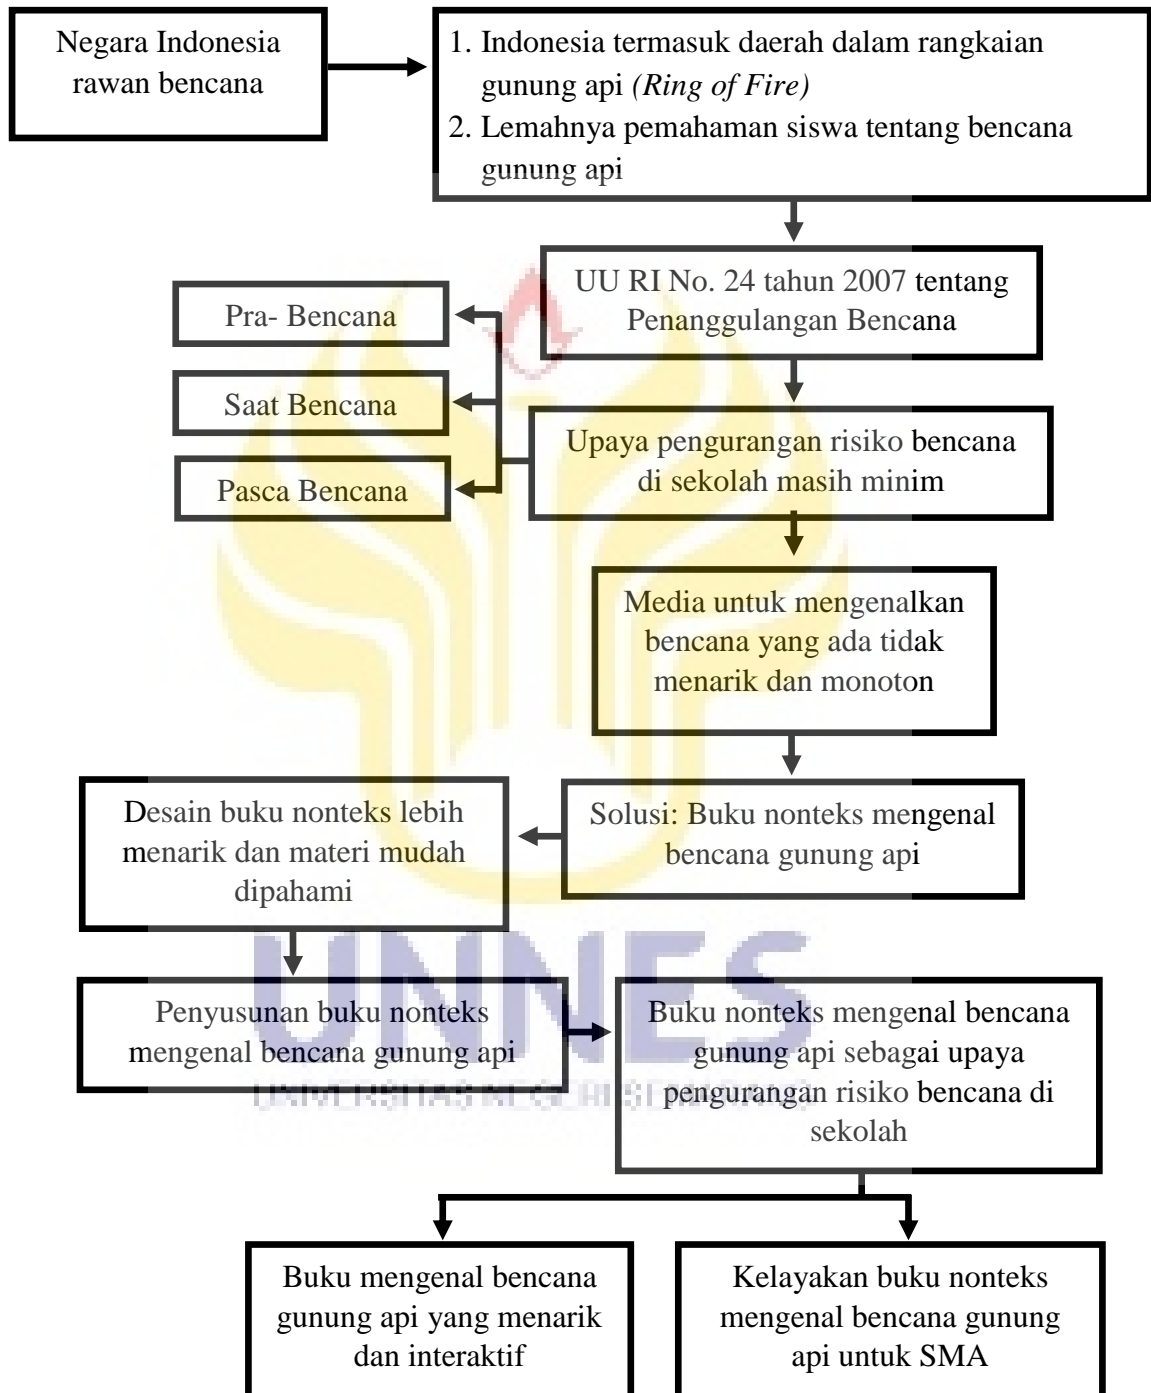 Negara Indonesia
rawan bencana
1. Indonesia termasuk daerah dalam rangkaian
gunung api (Ring of Fire)
2. Lemahnya pemahaman siswa tentang bencana
gunung api
UU RI No. 24 tahun 2007 tentang
Penanggulangan Bencana
Pra- Bencana
Saat Bencana
Pasca Bencana
Upaya pengurangan risiko bencana
di sekolah masih minim
Media untuk mengenalkan
bencana yang ada tidak
menarik dan monoton
Solusi: Buku nonteks mengenal
bencana gunung api
Desain buku nonteks lebih
menarik dan materi mudah
dipahami
Penyusunan buku nonteks
mengenal bencana gunung api
Buku nonteks mengenal bencana
gunung api sebagai upaya
pengurangan risiko bencana di
sekolah
UNNES
UNIVERSITAS NEGERI SEMARANG
Buku mengenal bencana
gunung api yang menarik
dan interaktif
Kelayakan buku nonteks
mengenal bencana gunung
api untuk SMA